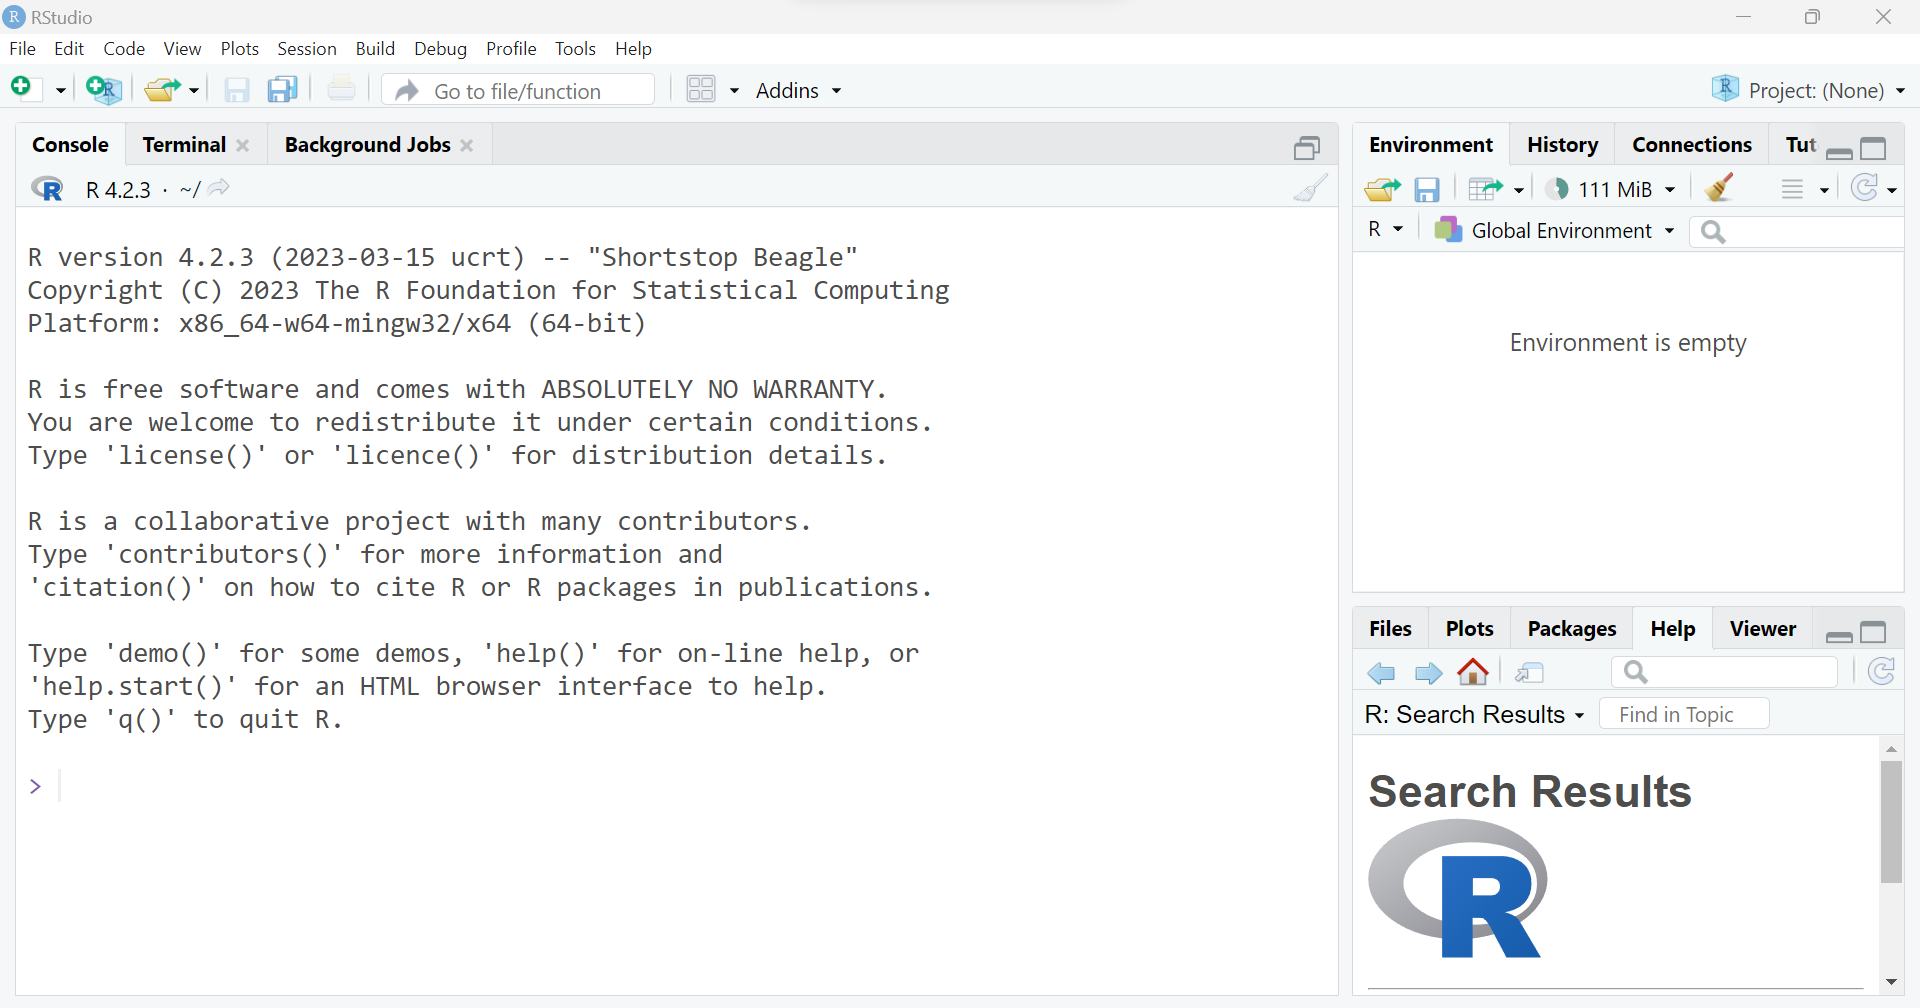 R RStudio
File Edit Code View Plots Session Build Debug Profile Tools Help
R Go to file/function Addins R Project: (None)
Console Terminal Background Jobs
R R 4.2.3 · ~/
R version 4.2.3 (2023-03-15 ucrt) -- "Shortstop Beagle"
Copyright (C) 2023 The R Foundation for Statistical Computing
Platform: x86_64-w64-mingw32/x64 (64-bit)
R is free software and comes with ABSOLUTELY NO WARRANTY.
You are welcome to redistribute it under certain conditions.
Type 'license()' or 'licence()' for distribution details.
R is a collaborative project with many contributors.
Type 'contributors()' for more information and
'citation()' on how to cite R or R packages in publications.
Type 'demo()' for some demos, 'help()' for on-line help, or
'help.start()' for an HTML browser interface to help.
Type 'q()' to quit R.
>
Environment History Connections Tut
111 MiB
R Global Environment
Environment is empty
Files Plots Packages Help Viewer
R: Search Results Find in Topic
Search Results
R